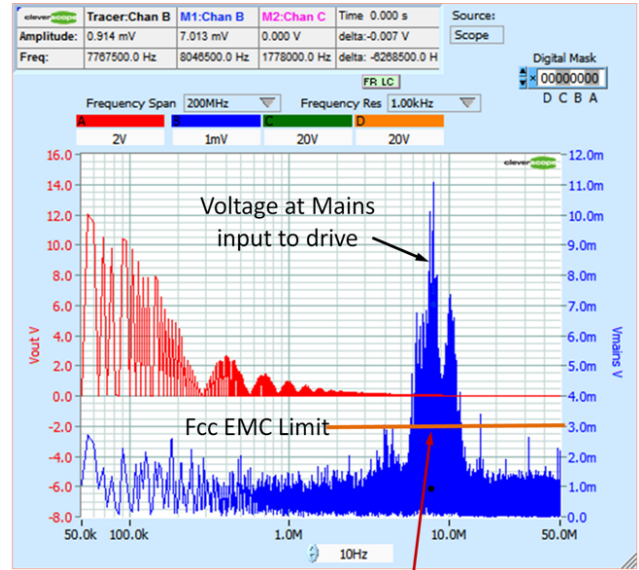 cleverscope Tracer:Chan B M1:Chan B M2:Chan C Time 0.000 s Source:
Amplitude: 0.914 mV 7.013 mV 0.000 V delta:-0.007 V Scope
Freq: 7767500.0 Hz 8046500.0 Hz 1778000.0 Hz delta: -6268500.0 H
Digital Mask
FR LC
× 00000000
D C B A
Frequency Span 200MHz Frequency Res 1.00kHz
A B C D
2V 1mV 20V 20V
16.0 12.0m
cleverscope
14.0 11.0m
Voltage at Mains
12.0 10.0m
input to drive
10.0 9.0m
8.0 8.0m
6.0 7.0m
4.0 6.0m
Vout V
Vmains V
2.0 5.0m
0.0 4.0m
Fcc EMC Limit
-2.0 3.0m
-4.0 2.0m
-6.0 1.0m
-8.0 0.0
50.0k 100.0k 1.0M 10.0M 50.0M
10Hz